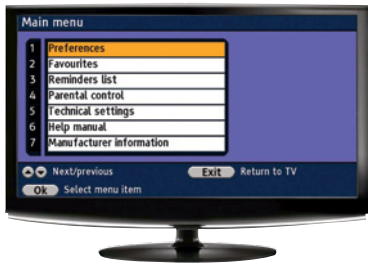 Main menu
1 Preferences
2 Favourites
3 Reminders list
4 Parental control
5 Technical settings
6 Help manual
7 Manufacturer information
Next/previous Exit Return to TV
Ok Select menu item